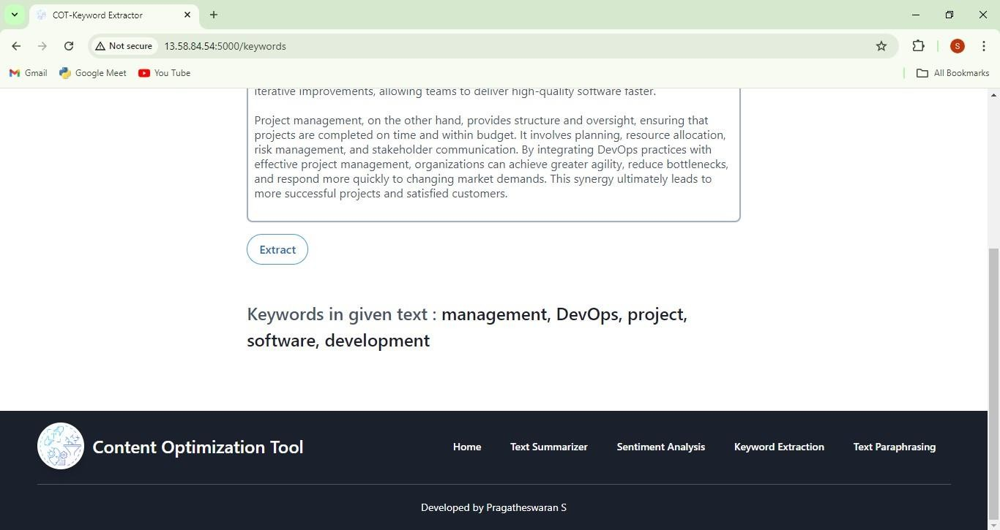 COT-Keyword Extractor
Not secure 13.58.84.54:5000/keywords S
Gmail Google Meet You Tube All Bookmarks
iterative improvements, allowing teams to deliver high-quality software faster.
Project management, on the other hand, provides structure and oversight, ensuring that
projects are completed on time and within budget. It involves planning, resource allocation,
risk management, and stakeholder communication. By integrating DevOps practices with
effective project management, organizations can achieve greater agility, reduce bottlenecks,
and respond more quickly to changing market demands. This synergy ultimately leads to
more successful projects and satisfied customers.
Extract
Keywords in given text : management, DevOps, project,
software, development
Content Optimization Tool Home Text Summarizer Sentiment Analysis Keyword Extraction Text Paraphrasing
Developed by Pragatheswaran S